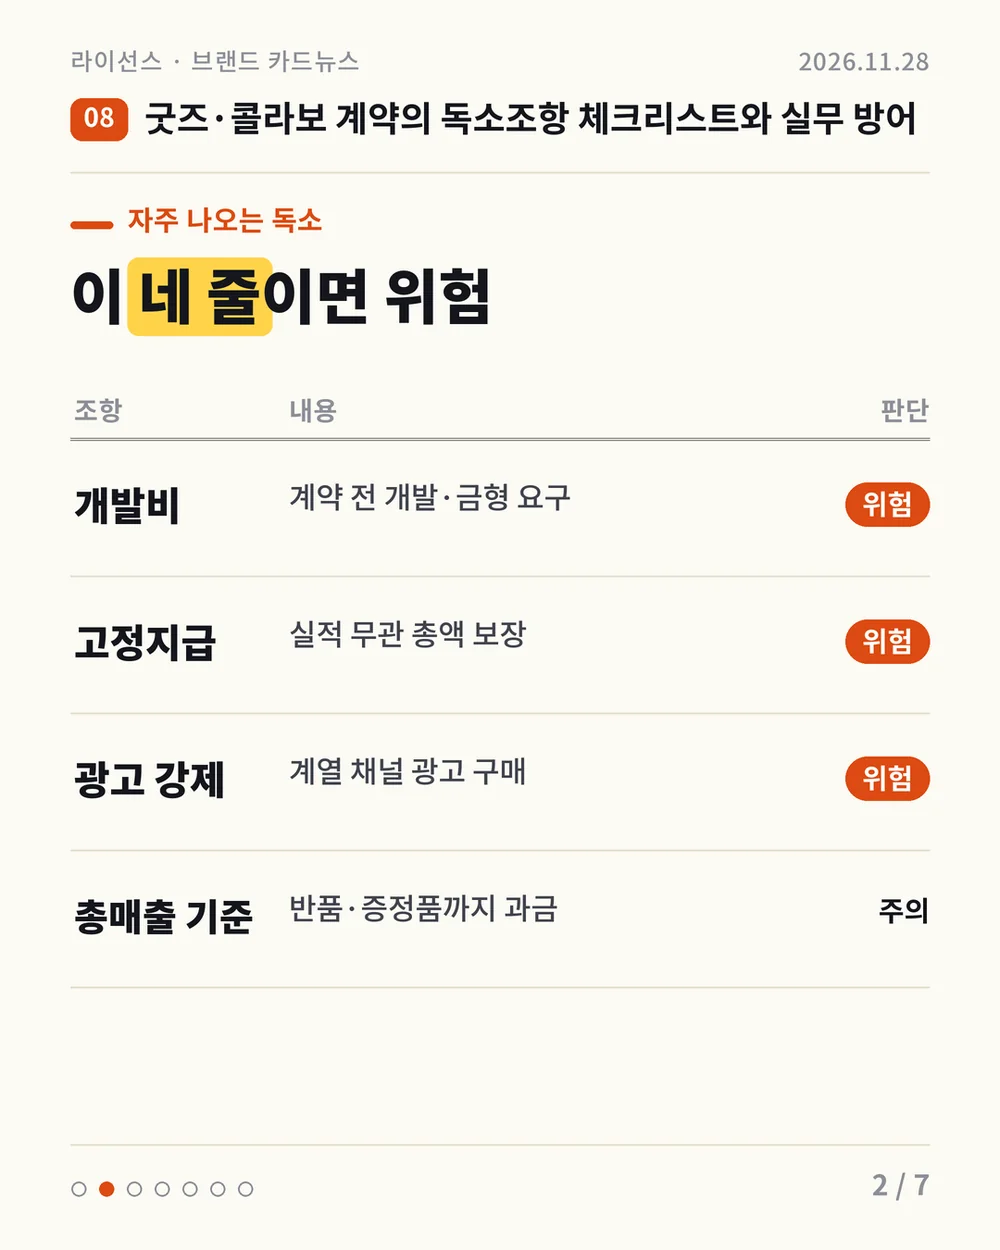 라이선스 · 브랜드 카드뉴스 2026.11.28
08 굿즈·콜라보 계약의 독소조항 체크리스트와 실무 방어
자주 나오는 독소
이 네 줄이면 위험
조항 내용 판단
개발비 계약 전 개발·금형 요구 위험
고정지급 실적 무관 총액 보장 위험
광고 강제 계열 채널 광고 구매 위험
총매출 기준 반품·증정품까지 과금 주의
2 / 7